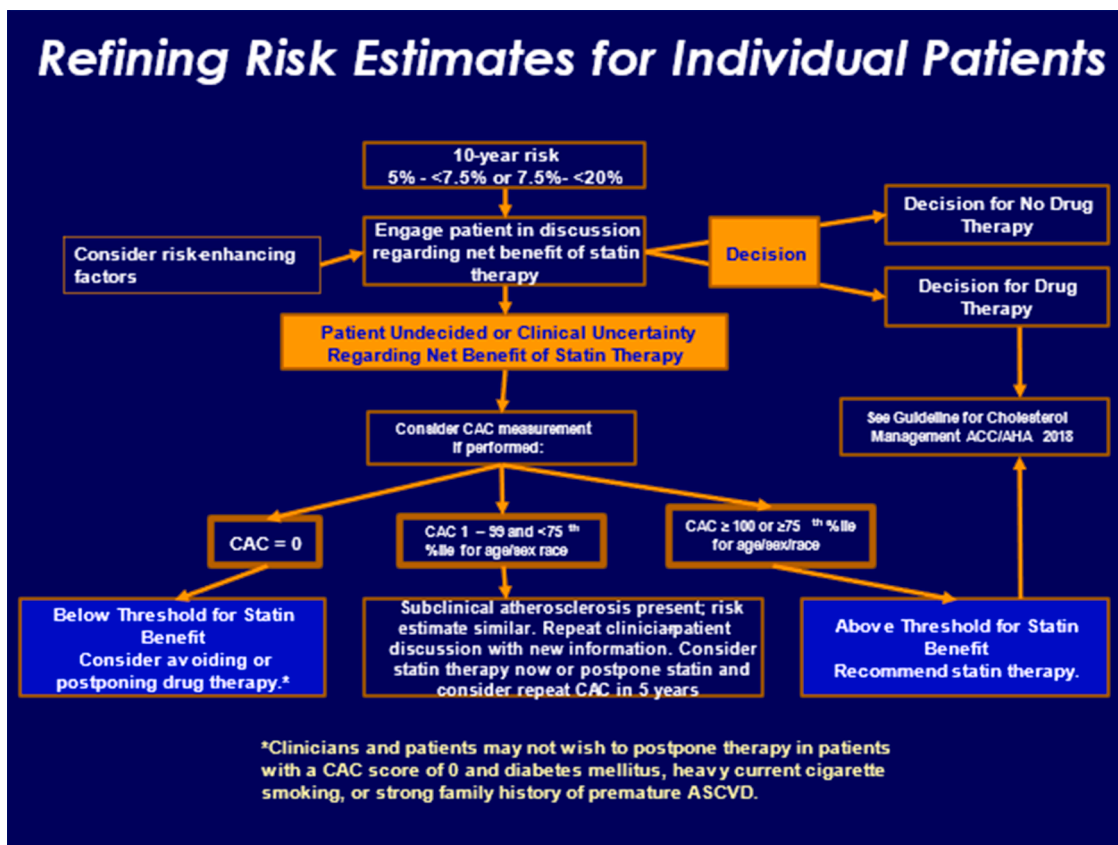 Refining Risk Estimates for Individual Patients
10-year risk
5% - <7.5% or 7.5%- <20%
Consider risk-enhancing
factors
Engage patient in discussion
regarding net benefit of statin
therapy
Decision
Decision for No Drug
Therapy
Decision for Drug
Therapy
Patient Undecided or Clinical Uncertainty
Regarding Net Benefit of Statin Therapy
See Guideline for Cholesterol
Management ACC/AHA 2018
Consider CAC measurement
If performed:
CAC = 0
CAC 1 – 99 and <75 th
%ile for age/sex race
CAC ≥ 100 or ≥75 th %ile
for age/sex/race
Below Threshold for Statin
Benefit
Consider avoiding or
postponing drug therapy.*
Subclinical atherosclerosis present; risk
estimate similar. Repeat clinician-patient
discussion with new information. Consider
statin therapy now or postpone statin and
consider repeat CAC in 5 years
Above Threshold for Statin
Benefit
Recommend statin therapy.
*Clinicians and patients may not wish to postpone therapy in patients
with a CAC score of 0 and diabetes mellitus, heavy current cigarette
smoking, or strong family history of premature ASCVD.